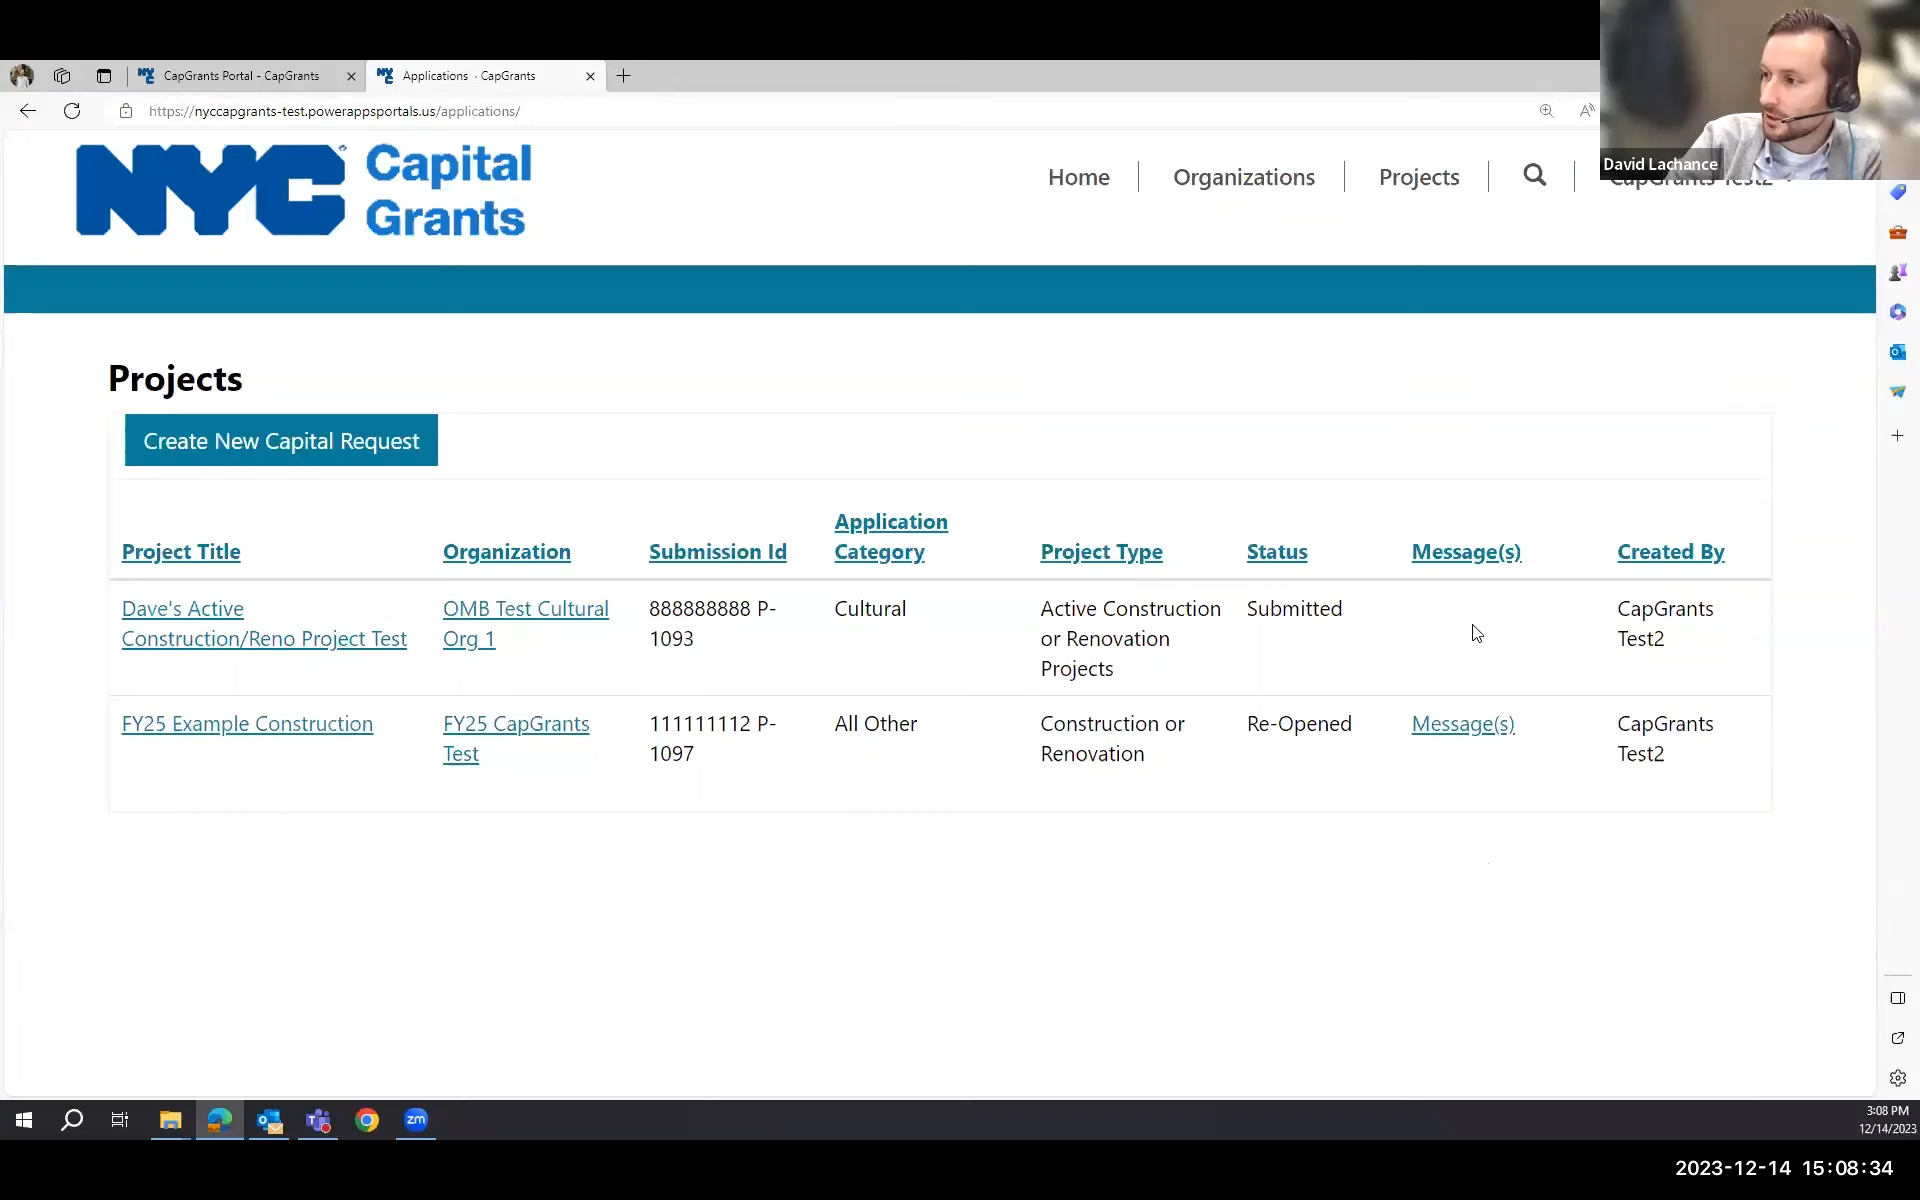 CapGrants Portal - CapGrants
Applications · CapGrants
https://nyccapgrants-test.powerappsportals.us/applications/
David Lachance
NYC Capital Grants
Home
Organizations
Projects
CapGrants Test2
Projects
Create New Capital Request
Project Title
Organization
Submission Id
Application
Category
Project Type
Status
Message(s)
Created By
Dave's Active
Construction/Reno Project Test
OMB Test Cultural
Org 1
888888888 P-
1093
Cultural
Active Construction
or Renovation
Projects
Submitted
CapGrants
Test2
FY25 Example Construction
FY25 CapGrants
Test
111111112 P-
1097
All Other
Construction or
Renovation
Re-Opened
Message(s)
CapGrants
Test2
zm
3:08 PM
12/14/2023
2023-12-14 15:08:34